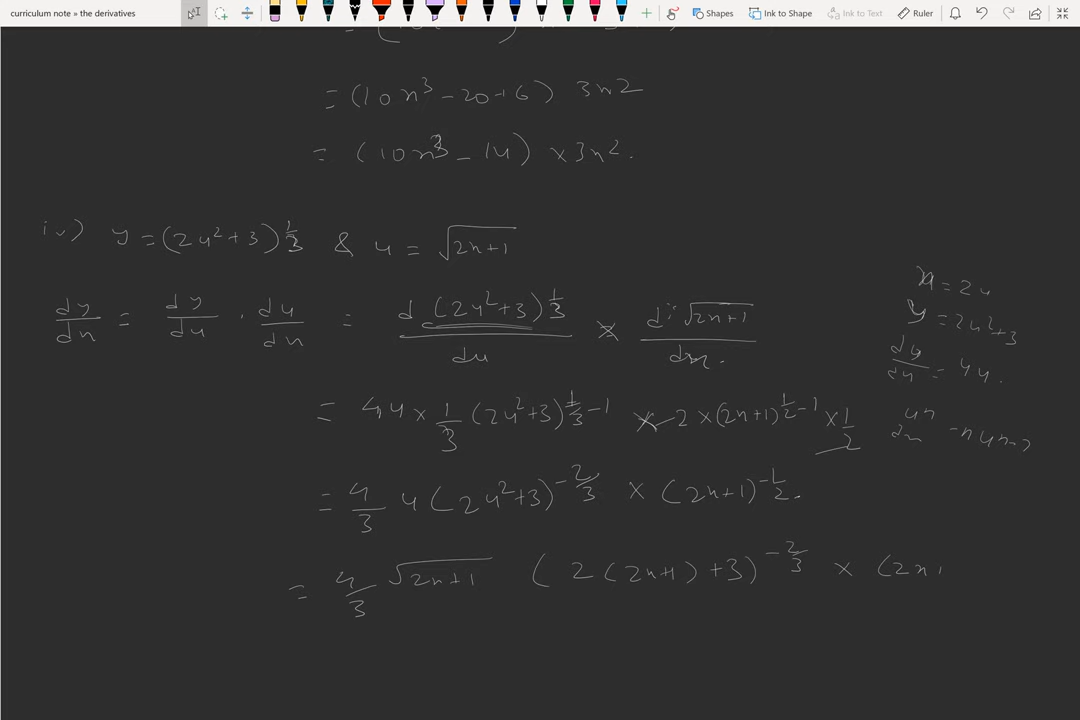 curriculum note » the derivatives
Shapes Ink to Shape Ink to Text Ruler
= (10x³ - 20 + 6) 3x2
= (10x³ - 14) × 3x².
iv) y = (2u² + 3)^1/3 & u = √2x+1
dy/dx = dy/du · du/dx = d(2u²+3)^1/3 / du × d √2x+1 / dx.
= 4u × 1/3 (2u²+3)^1/3-1 × 2 × (2x+1)^1/2-1 × 1/2
= 4/3 u (2u²+3)^-2/3 × (2x+1)^-1/2.
= 4/3 √2x+1 (2(2x+1)+3)^-2/3 × (2x
= 2u
y = 2u²+3
dy/du = 4u.